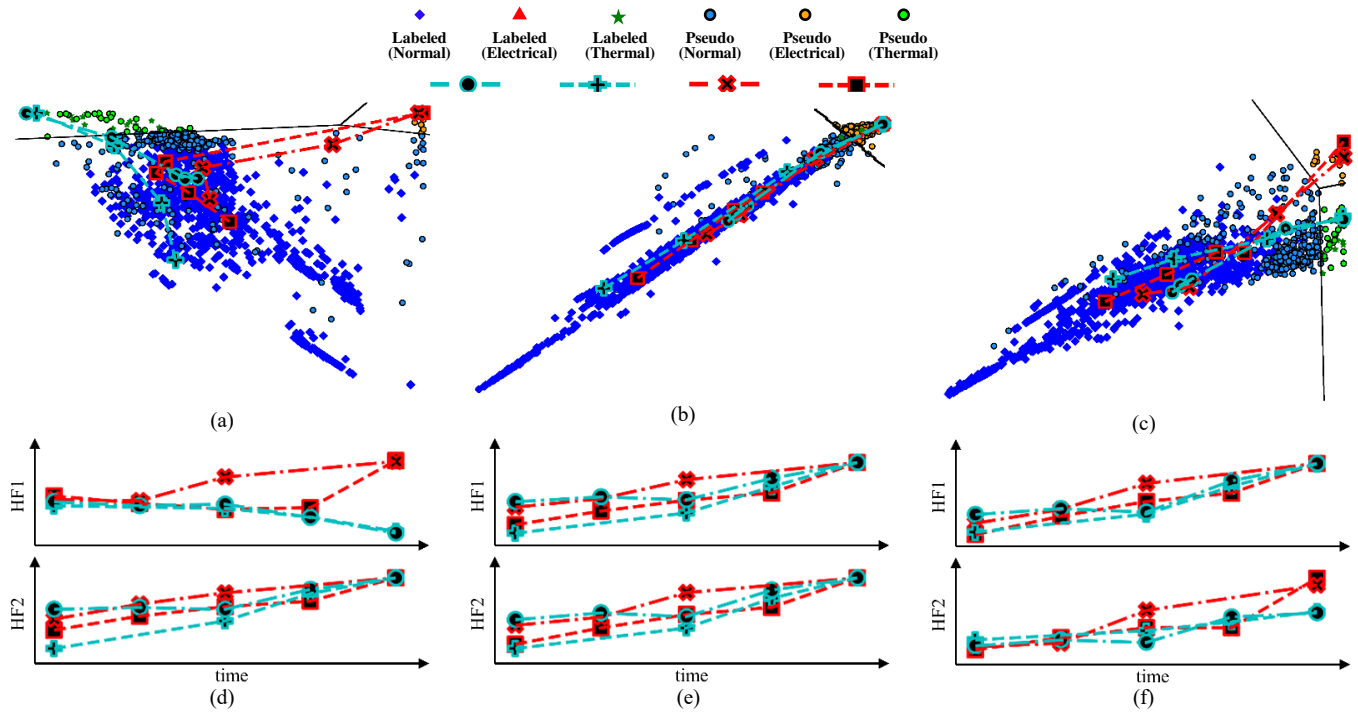 Labeled Labeled Labeled Pseudo Pseudo Pseudo
(Normal) (Electrical) (Thermal) (Normal) (Electrical) (Thermal)
(a) (b) (c)
HF1 HF1 HF1
HF2 HF2 HF2
time time time
(d) (e) (f)